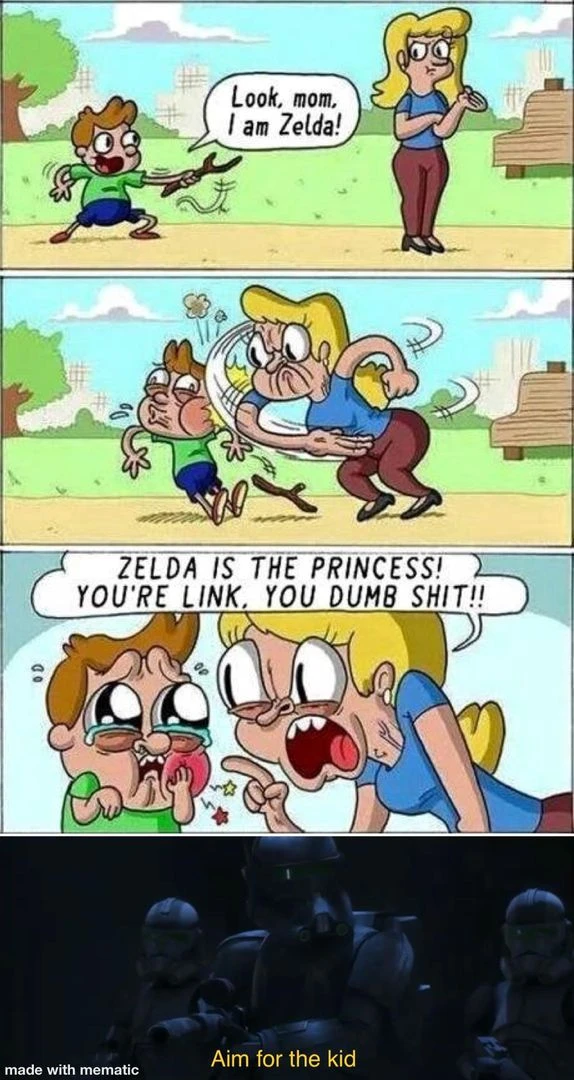 Look, mom,
I am Zelda!
ZELDA IS THE PRINCESS!
YOU'RE LINK, YOU DUMB SHIT!!
Aim for the kid
made with mematic